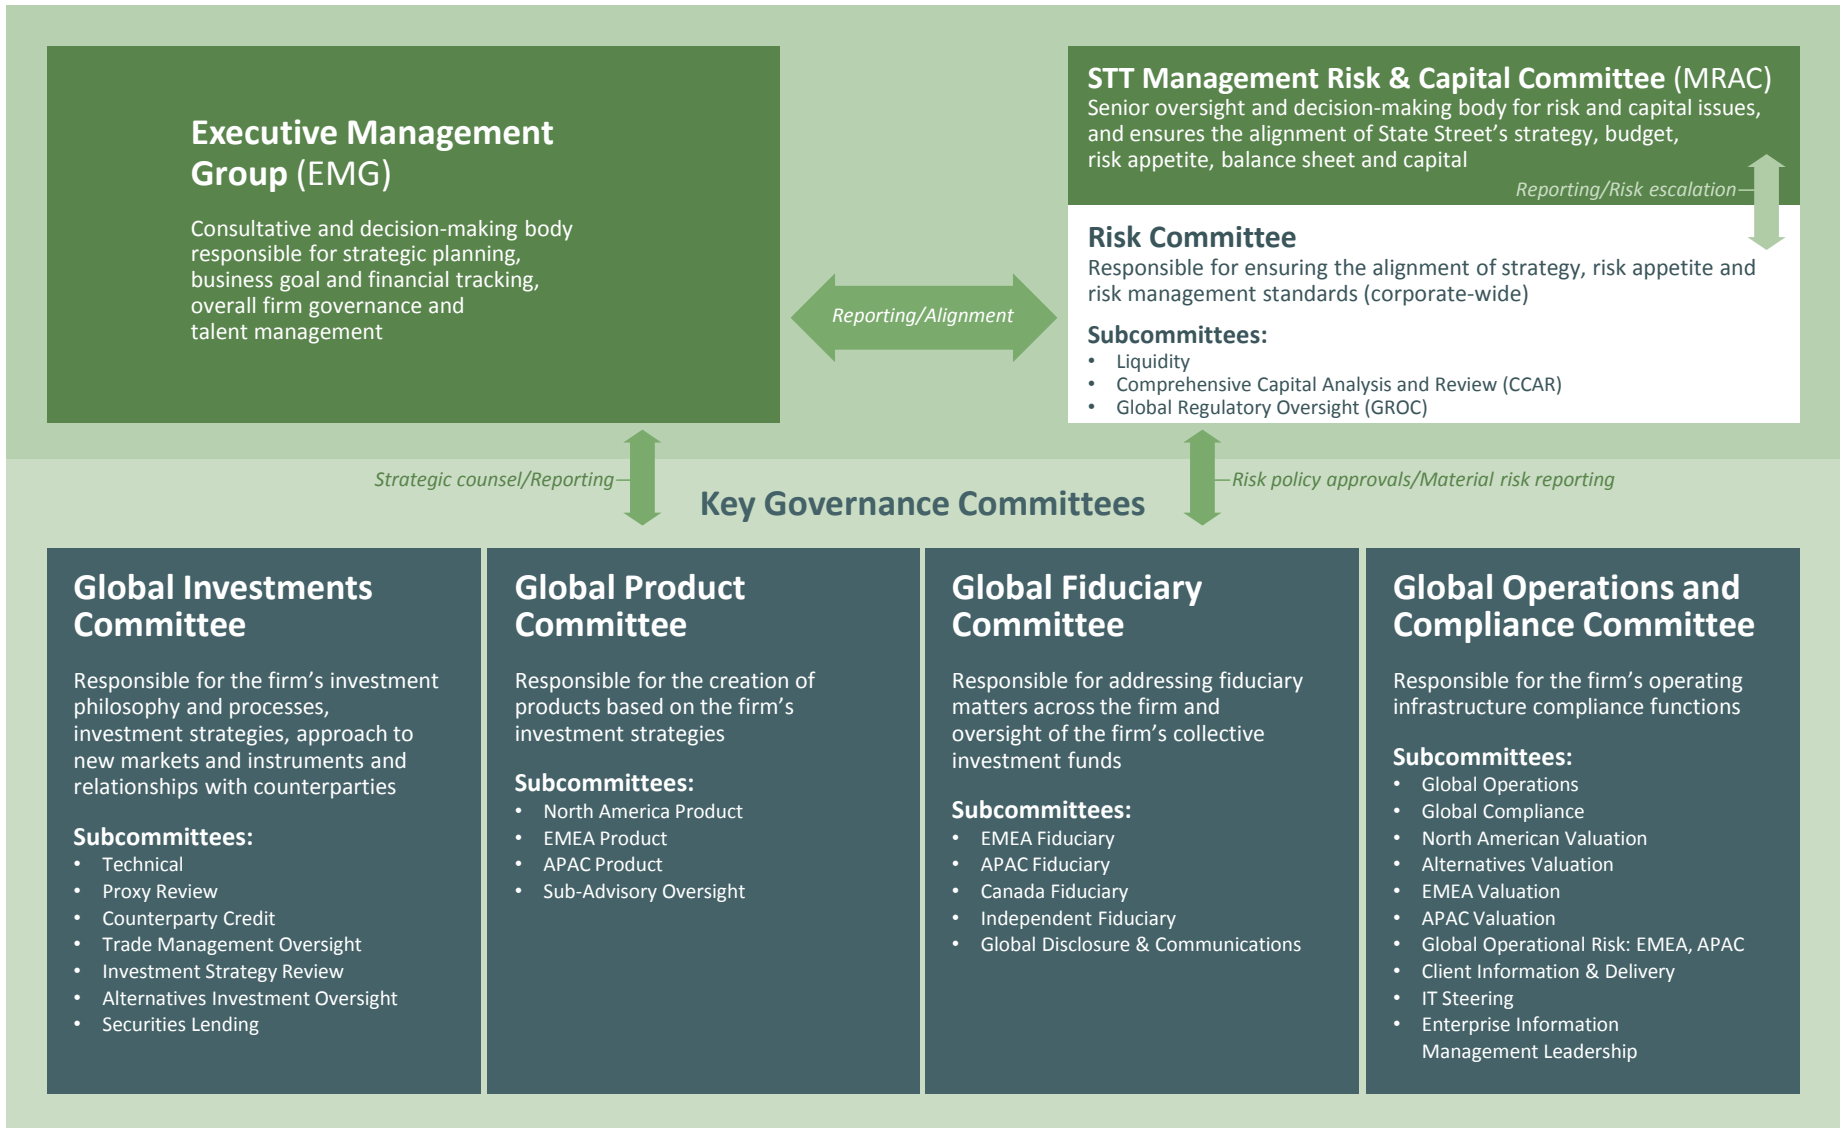 Executive Management
Group (EMG)
Consultative and decision-making body
responsible for strategic planning,
business goal and financial tracking,
overall firm governance and
talent management
Reporting/Alignment
STT Management Risk & Capital Committee (MRAC)
Senior oversight and decision-making body for risk and capital issues,
and ensures the alignment of State Street's strategy, budget,
risk appetite, balance sheet and capital
Reporting/Risk escalation
Risk Committee
Responsible for ensuring the alignment of strategy, risk appetite and
risk management standards (corporate-wide)
Subcommittees:
• Liquidity
• Comprehensive Capital Analysis and Review (CCAR)
• Global Regulatory Oversight (GROC)
Strategic counsel/Reporting
Risk policy approvals/Material risk reporting
Key Governance Committees
Global Investments
Committee
Responsible for the firm's investment
philosophy and processes,
investment strategies, approach to
new markets and instruments and
relationships with counterparties
Subcommittees:
• Technical
• Proxy Review
• Counterparty Credit
• Trade Management Oversight
• Investment Strategy Review
• Alternatives Investment Oversight
• Securities Lending
Global Product
Committee
Responsible for the creation of
products based on the firm's
investment strategies
Subcommittees:
• North America Product
• EMEA Product
• APAC Product
• Sub-Advisory Oversight
Global Fiduciary
Committee
Responsible for addressing fiduciary
matters across the firm and
oversight of the firm's collective
investment funds
Subcommittees:
• EMEA Fiduciary
• APAC Fiduciary
• Canada Fiduciary
• Independent Fiduciary
• Global Disclosure & Communications
Global Operations and
Compliance Committee
Responsible for the firm's operating
infrastructure compliance functions
Subcommittees:
• Global Operations
• Global Compliance
• North American Valuation
• Alternatives Valuation
• EMEA Valuation
• APAC Valuation
• Global Operational Risk: EMEA, APAC
• Client Information & Delivery
• IT Steering
• Enterprise Information
Management Leadership